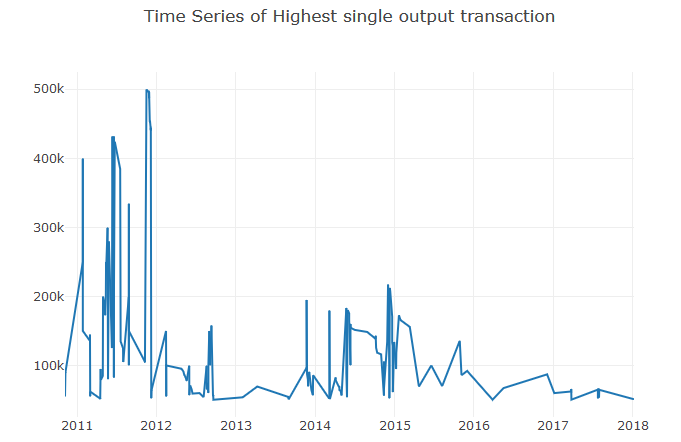 Time Series of Highest single output transaction
500k
400k
300k
200k
100k
2011 2012 2013 2014 2015 2016 2017 2018